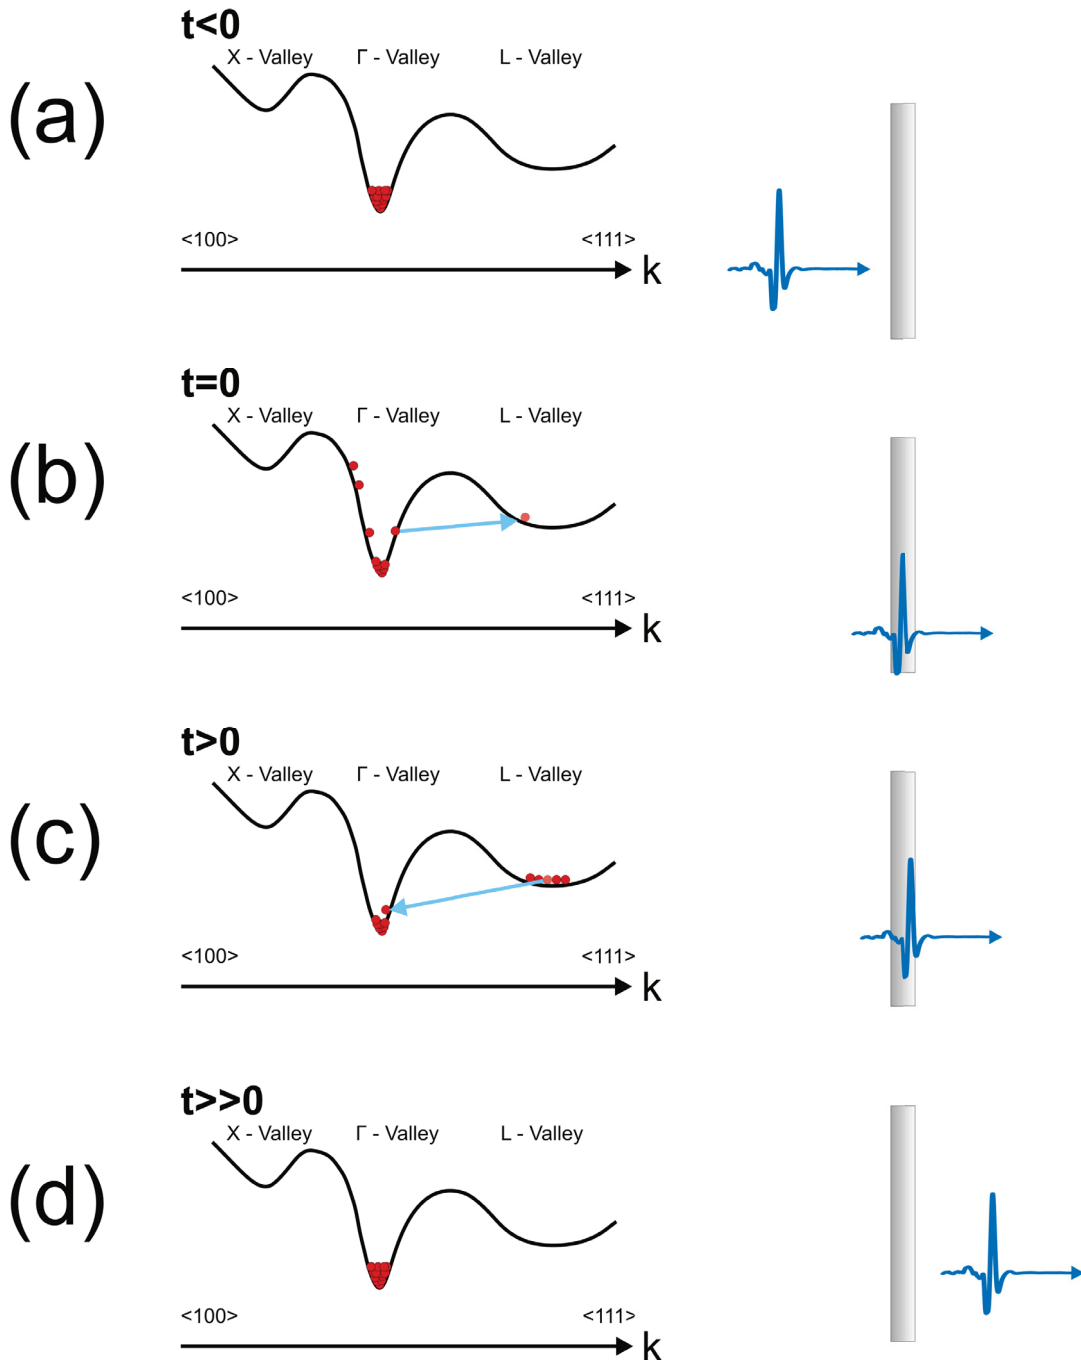 t<0
X - Valley Γ - Valley L - Valley
(a)
<100> <111>
k
t=0
X - Valley Γ - Valley L - Valley
(b)
<100> <111>
k
t>0
X - Valley Γ - Valley L - Valley
(c)
<100> <111>
k
t>>0
X - Valley Γ - Valley L - Valley
(d)
<100> <111>
k